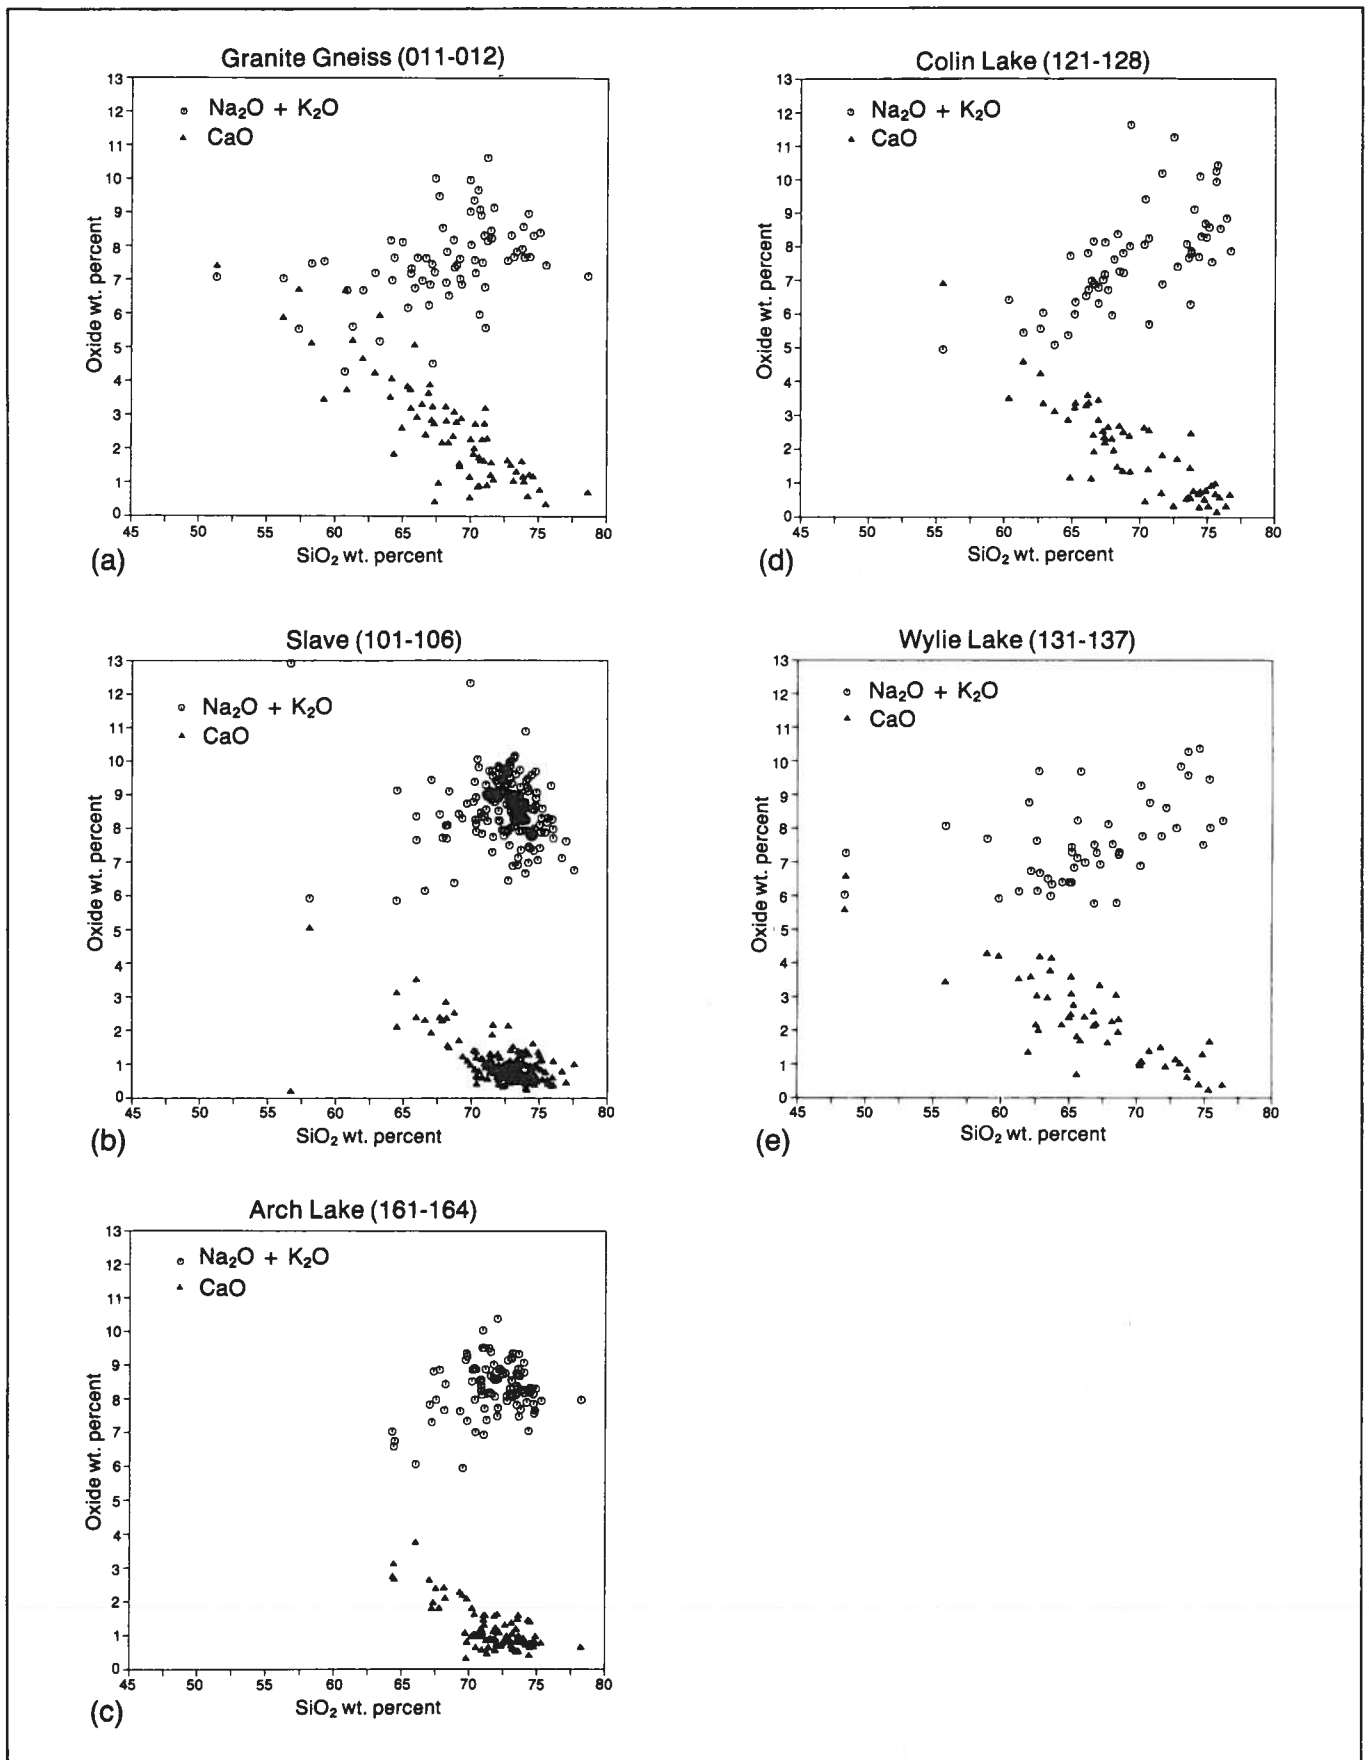 Granite Gneiss (011-012)
13
12
11
10
9
8
7
6
5
4
3
2
1
0
Na₂O + K₂O
CaO
Oxide wt. percent
45 50 55 60 65 70 75 80
SiO₂ wt. percent
(a)
Colin Lake (121-128)
13
12
11
10
9
8
7
6
5
4
3
2
1
0
Na₂O + K₂O
CaO
Oxide wt. percent
45 50 55 60 65 70 75 80
SiO₂ wt. percent
(d)
Slave (101-106)
13
12
11
10
9
8
7
6
5
4
3
2
1
0
Na₂O + K₂O
CaO
Oxide wt. percent
45 50 55 60 65 70 75 80
SiO₂ wt. percent
(b)
Wylie Lake (131-137)
13
12
11
10
9
8
7
6
5
4
3
2
1
0
Na₂O + K₂O
CaO
Oxide wt. percent
45 50 55 60 65 70 75 80
SiO₂ wt. percent
(e)
Arch Lake (161-164)
13
12
11
10
9
8
7
6
5
4
3
2
1
0
Na₂O + K₂O
CaO
Oxide wt. percent
45 50 55 60 65 70 75 80
SiO₂ wt. percent
(c)